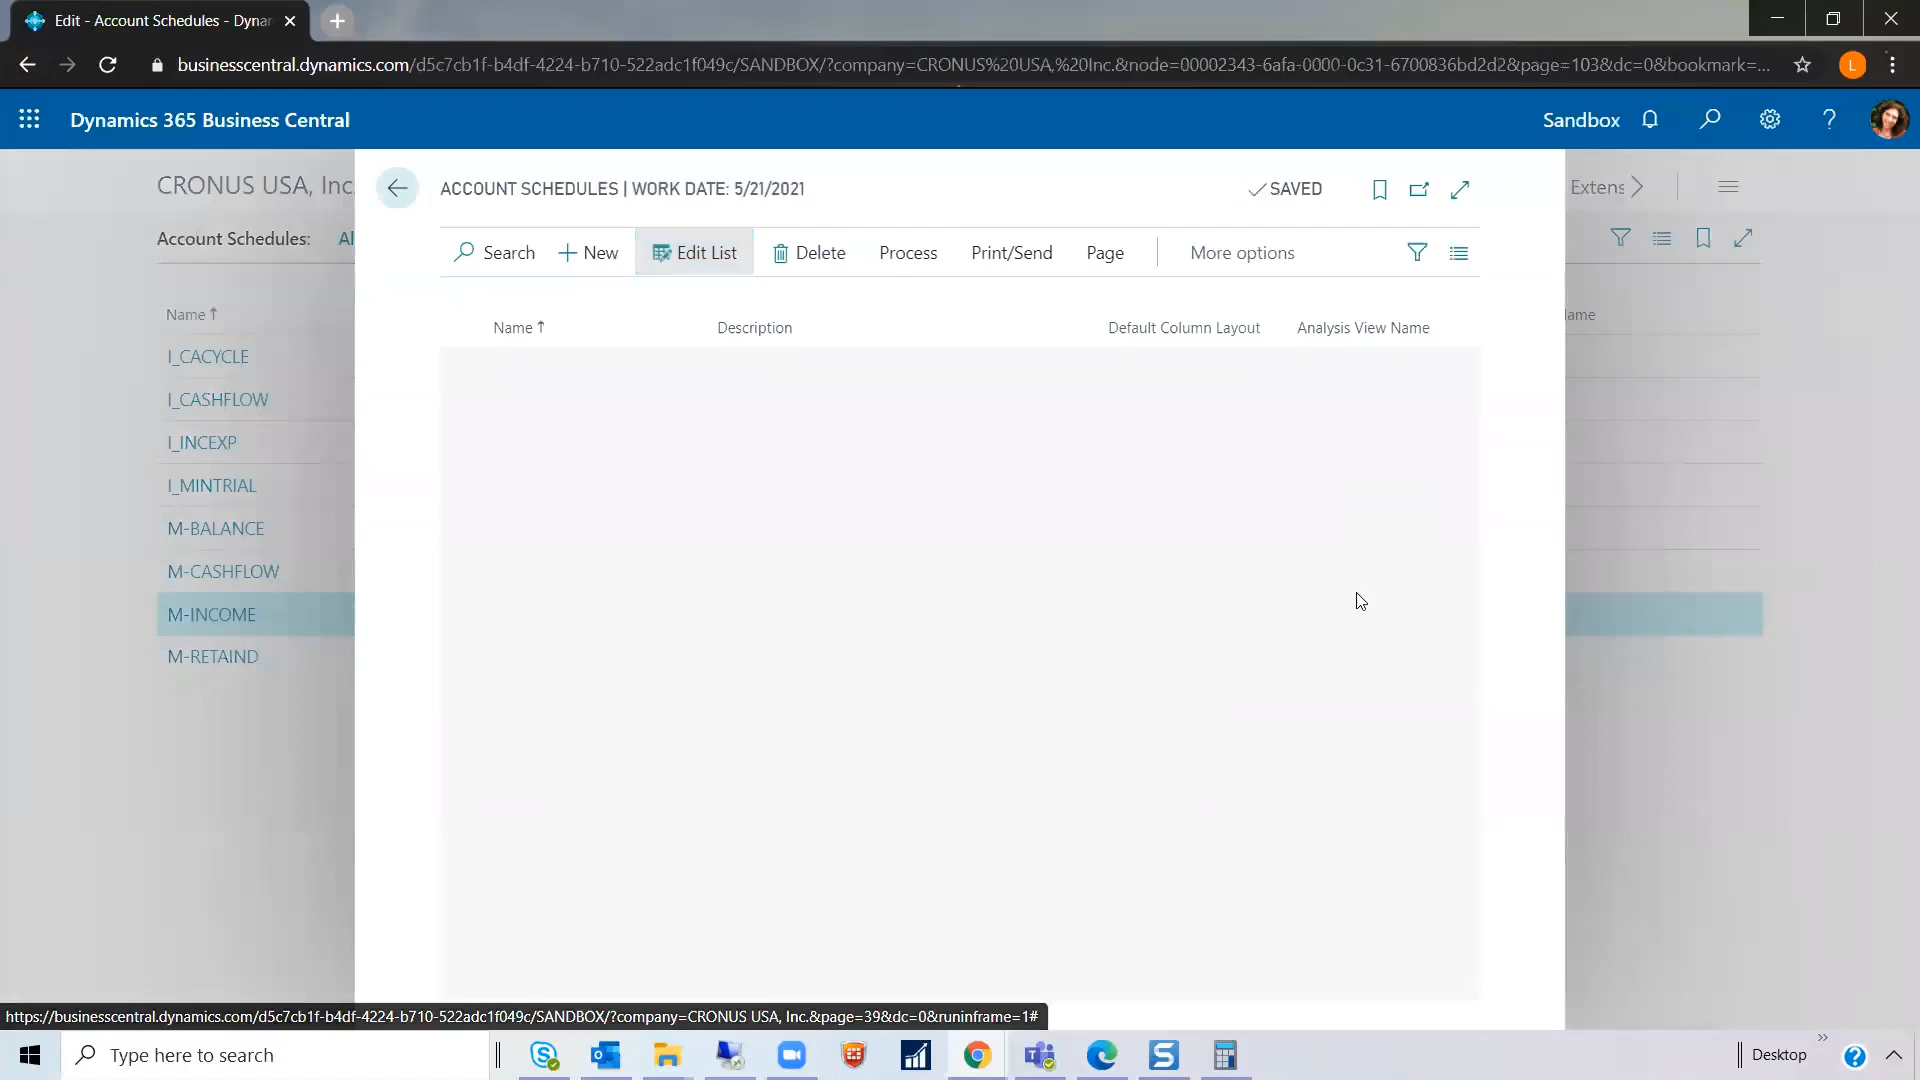 Edit - Account Schedules - Dyna
businesscentral.dynamics.com/d5c7cb1f-b4df-4224-b710-522adc1f049c/SANDBOX/?company=CRONUS%20USA,%20Inc.&node=00002343-6afa-0000-0c31-6700836bd2d2&page=103&dc=0&bookmark=...
L
Dynamics 365 Business Central
Sandbox
CRONUS USA, Inc.
ACCOUNT SCHEDULES | WORK DATE: 5/21/2021
SAVED
Extens
Account Schedules:
Al
Search
New
Edit List
Delete
Process
Print/Send
Page
More options
Name
Name
Description
Default Column Layout
Analysis View Name
ame
I_CACYCLE
I_CASHFLOW
I_INCEXP
I_MINTRIAL
M-BALANCE
M-CASHFLOW
M-INCOME
M-RETAIND
https://businesscentral.dynamics.com/d5c7cb1f-b4df-4224-b710-522adc1f049c/SANDBOX/?company=CRONUS USA, Inc.&page=39&dc=0&runinframe=1#
Type here to search
Desktop